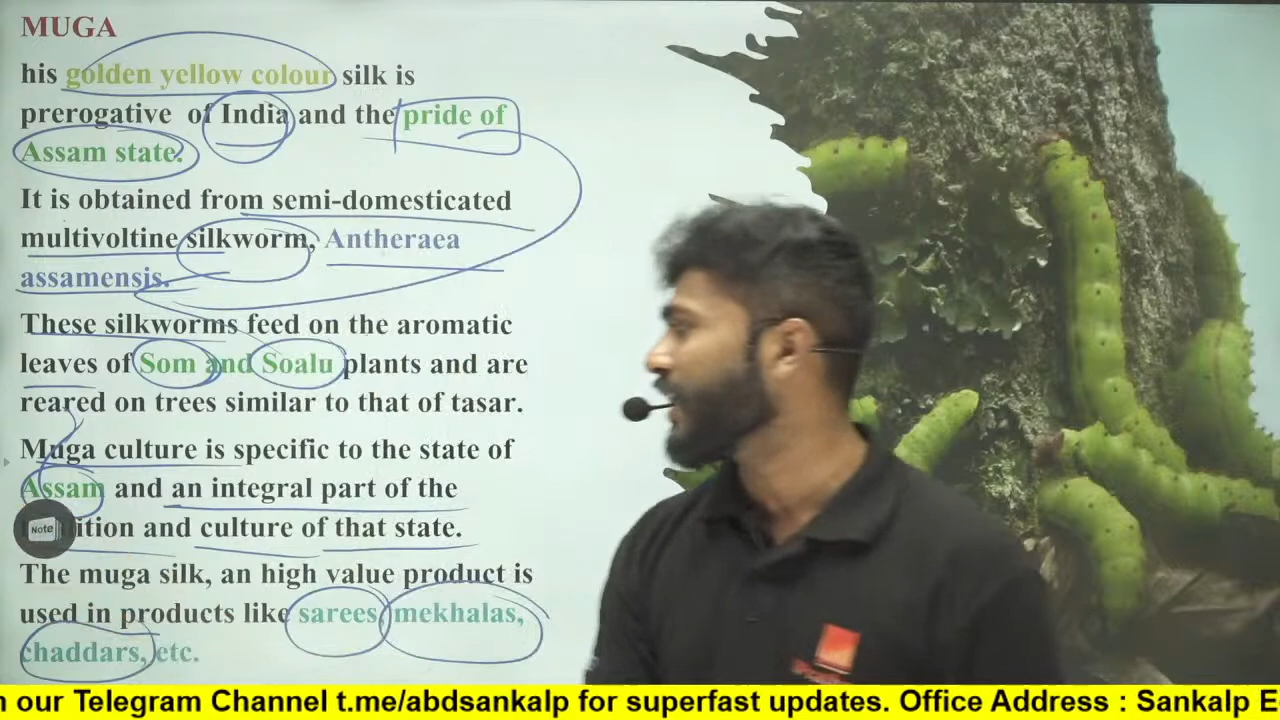 MUGA
his golden yellow colour silk is
prerogative of India and the pride of
Assam state.
It is obtained from semi-domesticated
multivoltine silkworm, Antheraea
assamensis.
These silkworms feed on the aromatic
leaves of Som and Soalu plants and are
reared on trees similar to that of tasar.
Muga culture is specific to the state of
Assam and an integral part of the
Note
and culture of that state.
The muga silk, an high value product is
used in products like sarees, mekhalas,
chaddars, etc.
our Telegram Channel t.me/abdsankalp for superfast updates. Office Address : Sankalp